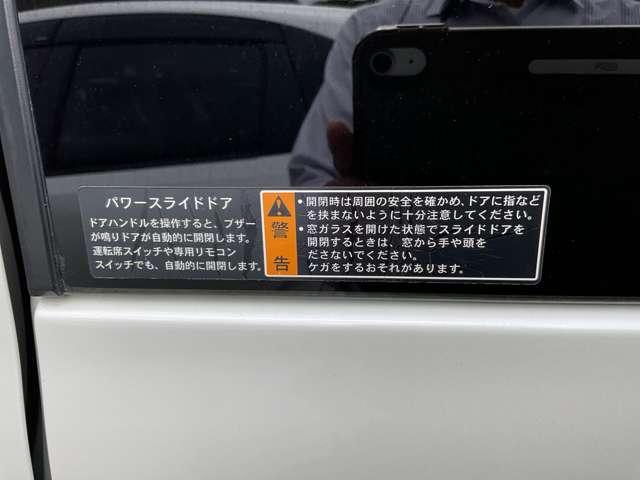 パワースライドドア
ドアハンドルを操作すると、ブザー
が鳴りドアが自動的に開閉します。
運転席スイッチや専用リモコン
スイッチでも、自動的に開閉します。
警告
・開閉時は周囲の安全を確かめ、ドアに指など
を挟まないように十分注意してください。
・窓ガラスを開けた状態でスライドドアを
開閉するときは、窓から手や頭を
ださないでください。
ケガをするおそれがあります。